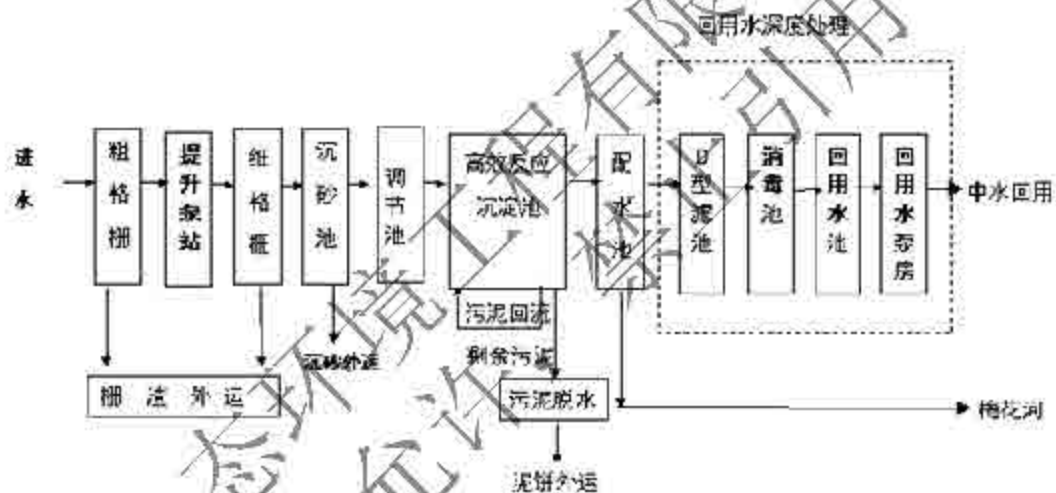 回用水深度处理
进水
粗格栅
提升泵站
细格栅
沉砂池
调节池
高效反应沉淀池
配水池
D型滤池
消毒池
回用水池
回用水泵房
中水回用
污泥回流
沉砂外运
剩余污泥
栅 渣 外 运
污泥脱水
梅花河
泥饼外运